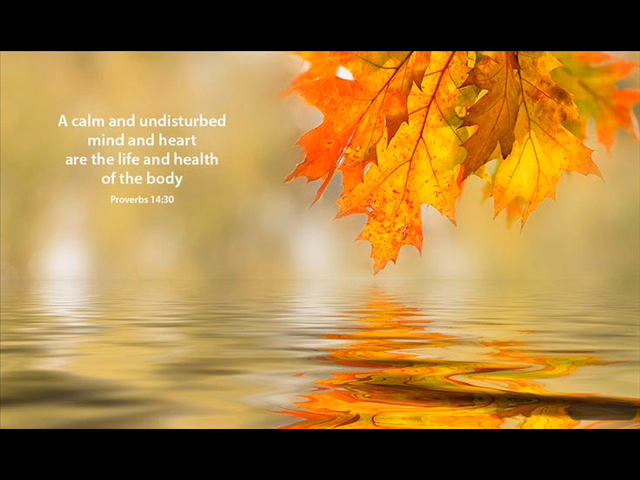 A calm and undisturbed
mind and heart
are the life and health
of the body
Proverbs 14:30